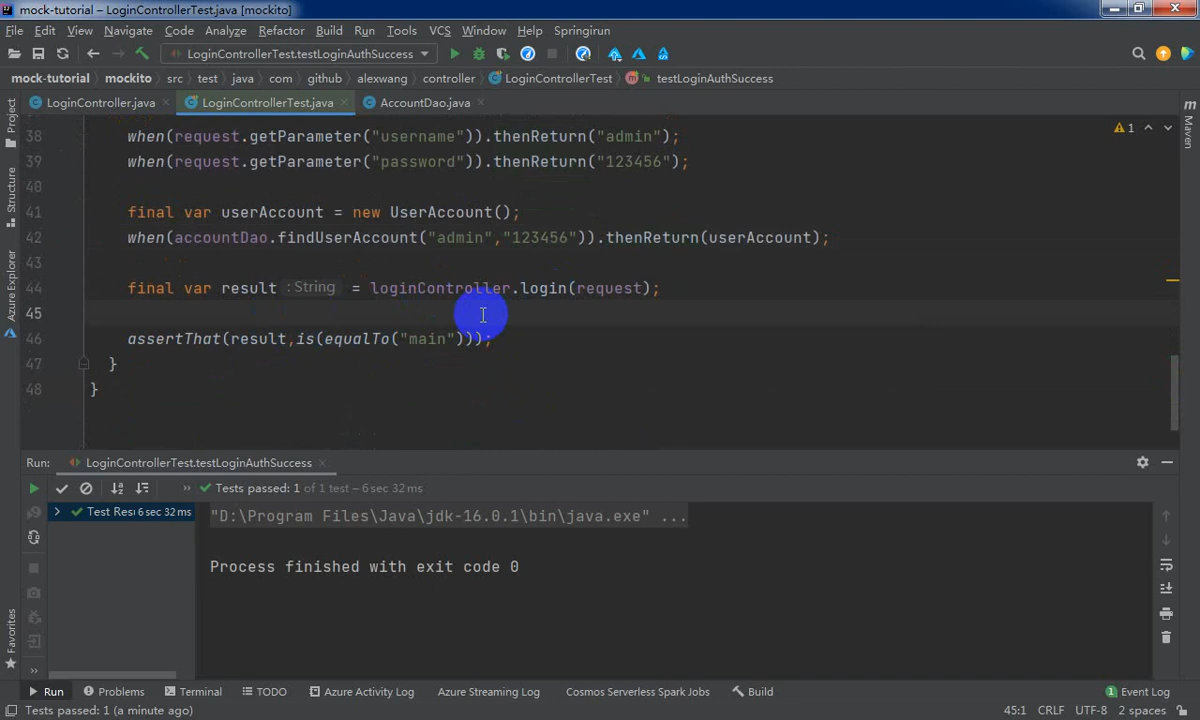 mock-tutorial – LoginControllerTest.java [mockito]
File Edit View Navigate Code Analyze Refactor Build Run Tools VCS Window Help Springirun
LoginControllerTest.testLoginAuthSuccess
mock-tutorial mockito src test java com github alexwang controller LoginControllerTest testLoginAuthSuccess
LoginController.java LoginControllerTest.java AccountDao.java
38 when(request.getParameter("username")).thenReturn("admin");
39 when(request.getParameter("password")).thenReturn("123456");
40
41 final var userAccount = new UserAccount();
42 when(accountDao.findUserAccount("admin","123456")).thenReturn(userAccount);
43
44 final var result : String = loginController.login(request);
45
46 assertThat(result,is(equalTo("main")));
47 }
48 }
1
Project
Structure
Azure Explorer
Favorites
Maven
Run: LoginControllerTest.testLoginAuthSuccess
Tests passed: 1 of 1 test – 6 sec 32 ms
Test Resi 6 sec 32 ms
"D:\Program Files\Java\jdk-16.0.1\bin\java.exe" ...
Process finished with exit code 0
Run Problems Terminal TODO Azure Activity Log Azure Streaming Log Cosmos Serverless Spark Jobs Build 1 Event Log
Tests passed: 1 (a minute ago) 45:1 CRLF UTF-8 2 spaces